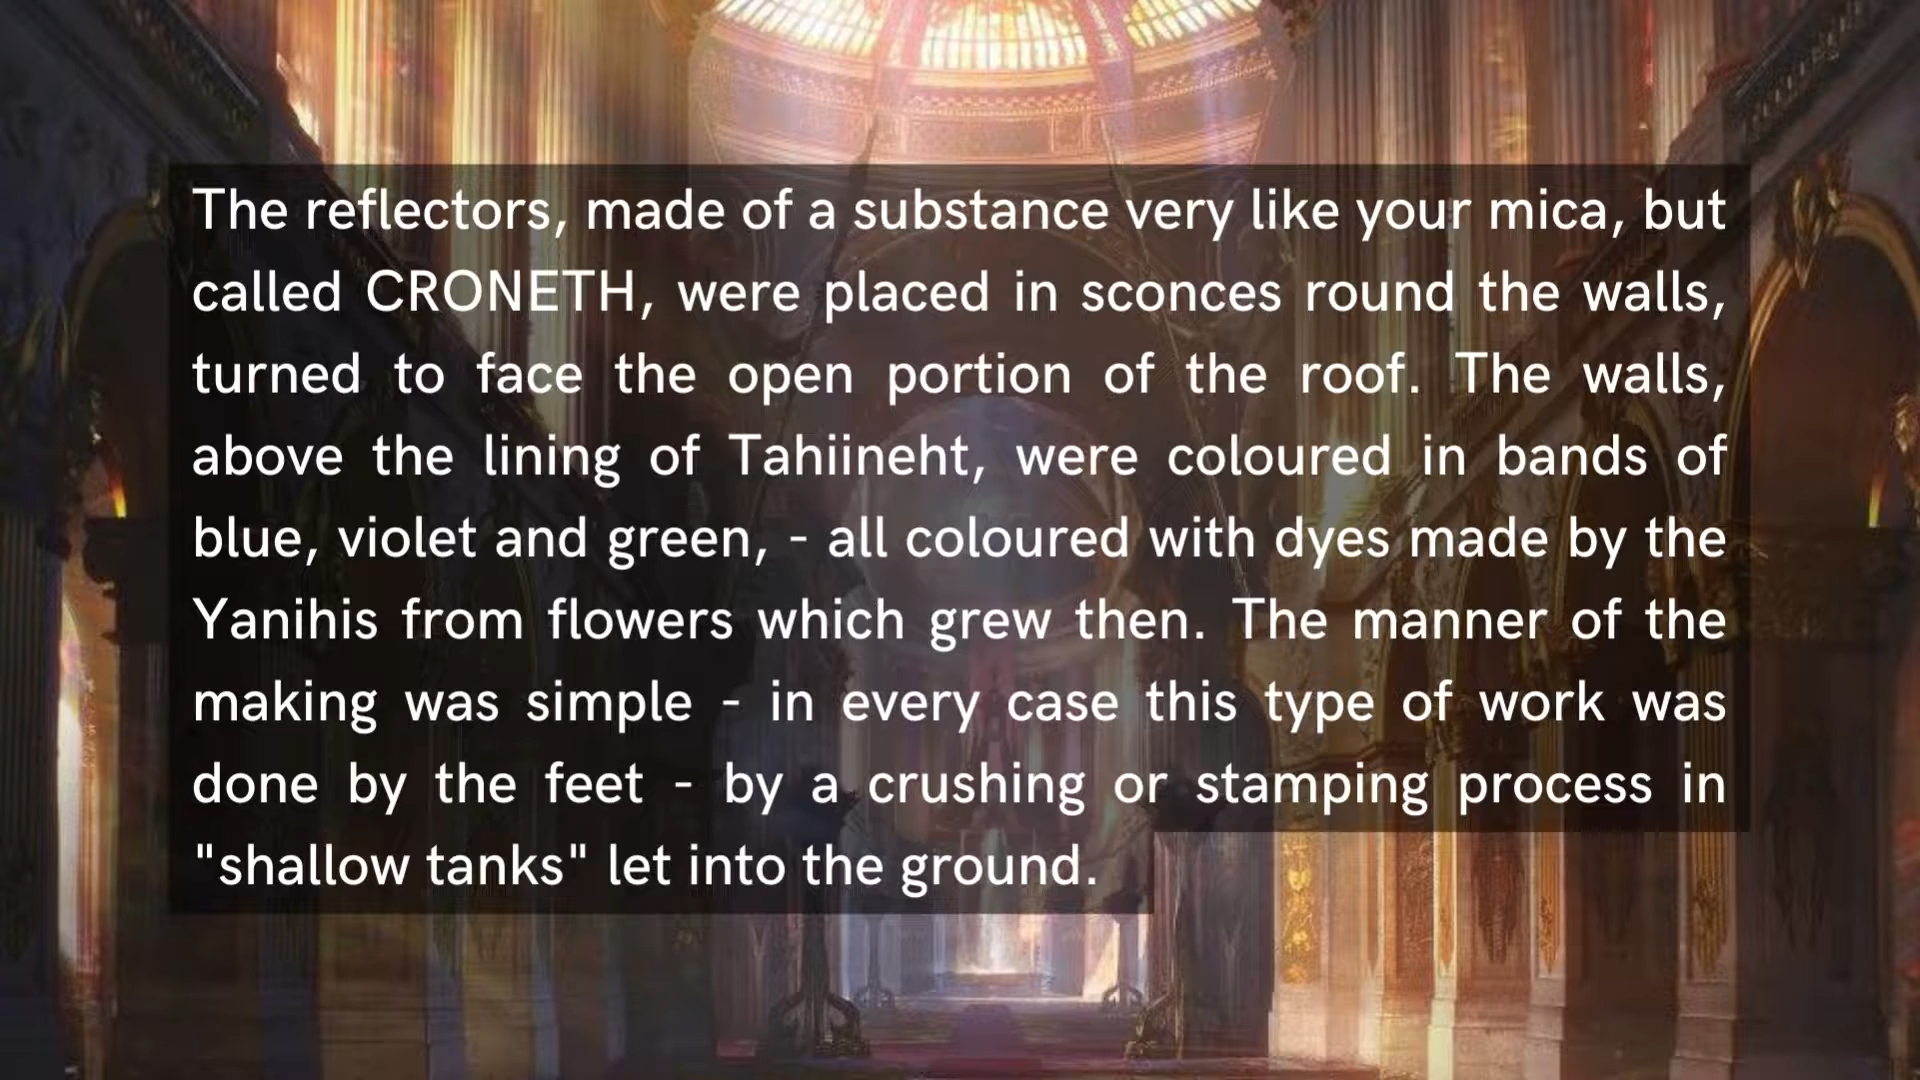 The reflectors, made of a substance very like your mica, but
called CRONETH, were placed in sconces round the walls,
turned to face the open portion of the roof. The walls,
above the lining of Tahiineht, were coloured in bands of
blue, violet and green, - all coloured with dyes made by the
Yanihis from flowers which grew then. The manner of the
making was simple - in every case this type of work was
done by the feet - by a crushing or stamping process in
"shallow tanks" let into the ground.